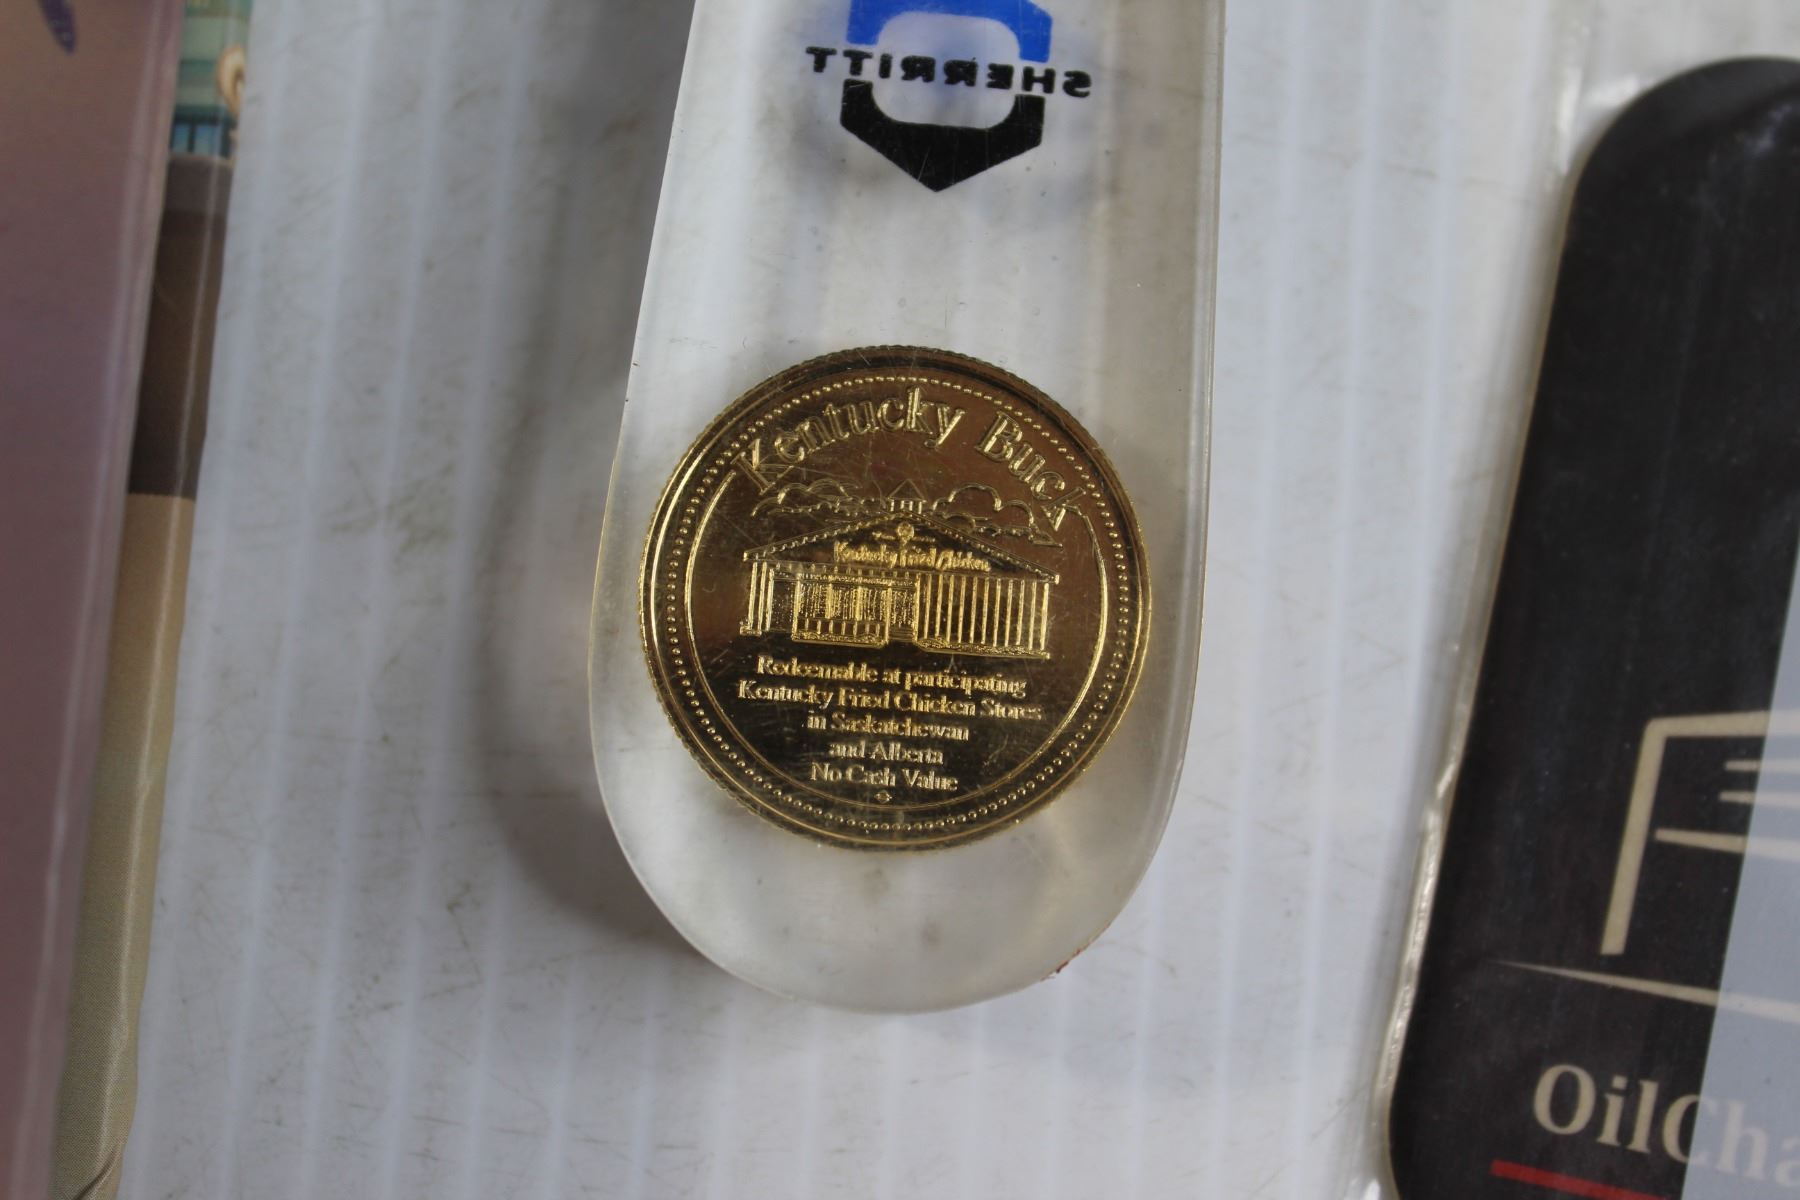 SHERRITT
Kentucky Buck
Kentucky Fried Chicken
Redeemable at participating
Kentucky Fried Chicken Stores
in Saskatchewan
and Alberta
No Cash Value
OilCha